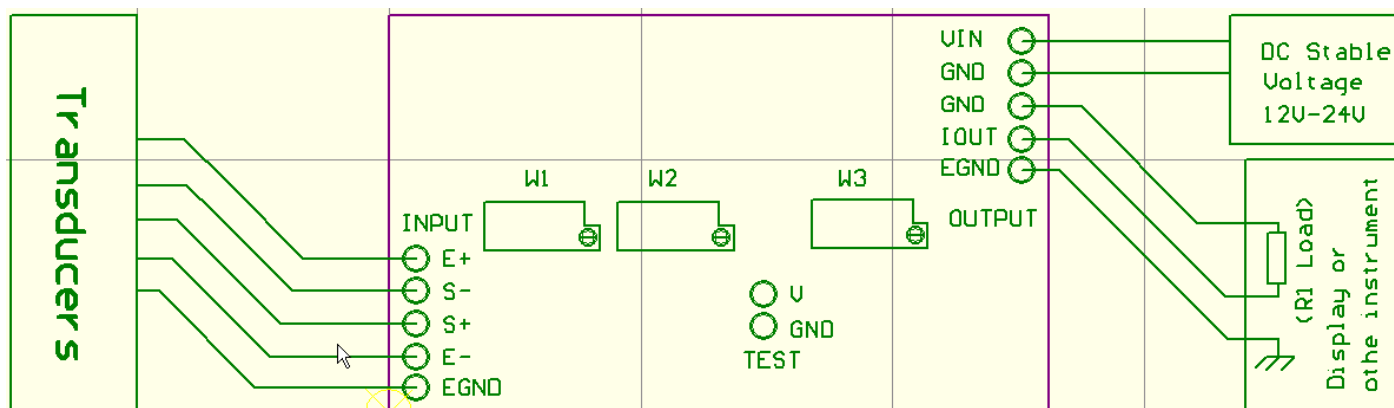 Transducers
INPUT
E+
S-
S+
E-
EGND
W1
W2
W3
V
GND
TEST
VIN
GND
GND
IOUT
EGND
OUTPUT
DC Stable
Voltage
12V-24V
(R1 Load)
Display or
othe instrument